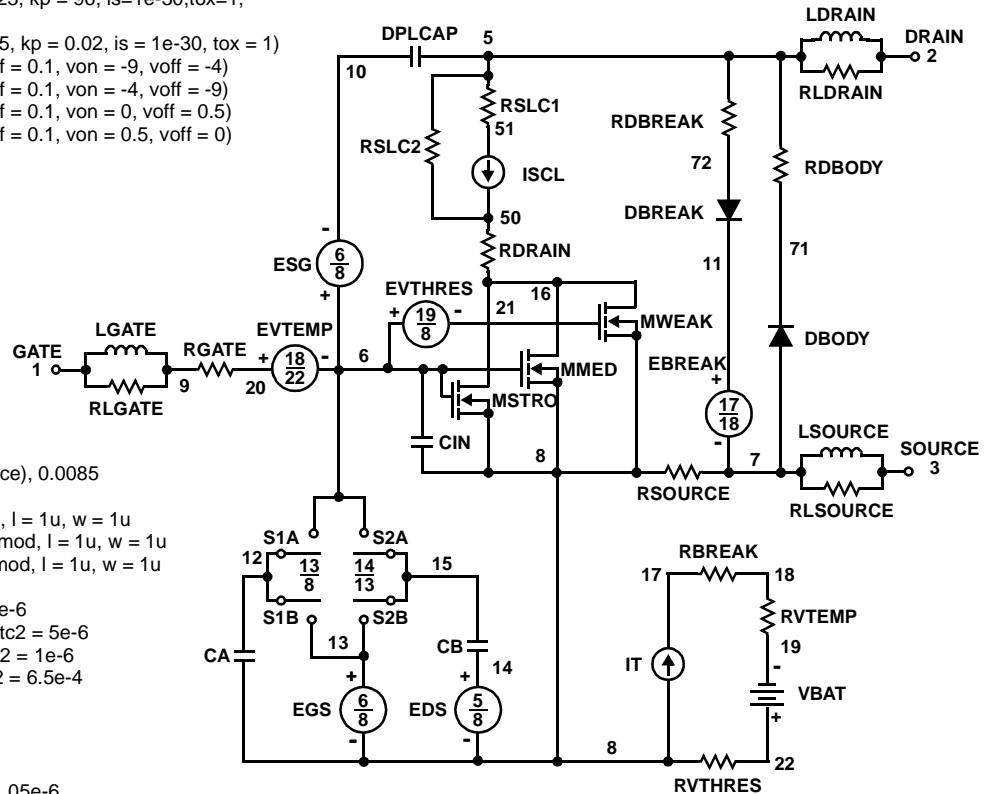 25, kp = 96, is=1e-30,tox=1,
5, kp = 0.02, is = 1e-30, tox = 1)
f = 0.1, von = -9, voff = -4)
f = 0.1, von = -4, voff = -9)
f = 0.1, von = 0, voff = 0.5)
f = 0.1, von = 0.5, voff = 0)
LDRAIN
DRAIN
2
RLDRAIN
DPLCAP
5
10
RSLC1
51
RSLC2
ISCL
50
RDRAIN
RDBREAK
72
RDBODY
DBREAK
11
71
-
ESG
6
8
+
EVTHRES
+
19
8
-
16
21
MWEAK
LGATE
GATE
1
RLGATE
9
RGATE
20
EVTEMP
+
18
22
-
6
MMED
MSTRO
CIN
EBREAK
+
17
18
-
DBODY
8
RSOURCE
7
LSOURCE
SOURCE
3
RLSOURCE
ce), 0.0085
, l = 1u, w = 1u
mod, l = 1u, w = 1u
mod, l = 1u, w = 1u
e-6
tc2 = 5e-6
2 = 1e-6
2 = 6.5e-4
.05e-6
S1A
S2A
12
13
8
14
13
15
S1B
S2B
13
CA
CB
14
+
EGS
6
8
-
+
EDS
5
8
-
8
17
RBREAK
18
RVTEMP
19
IT
-
VBAT
+
22
RVTHRES